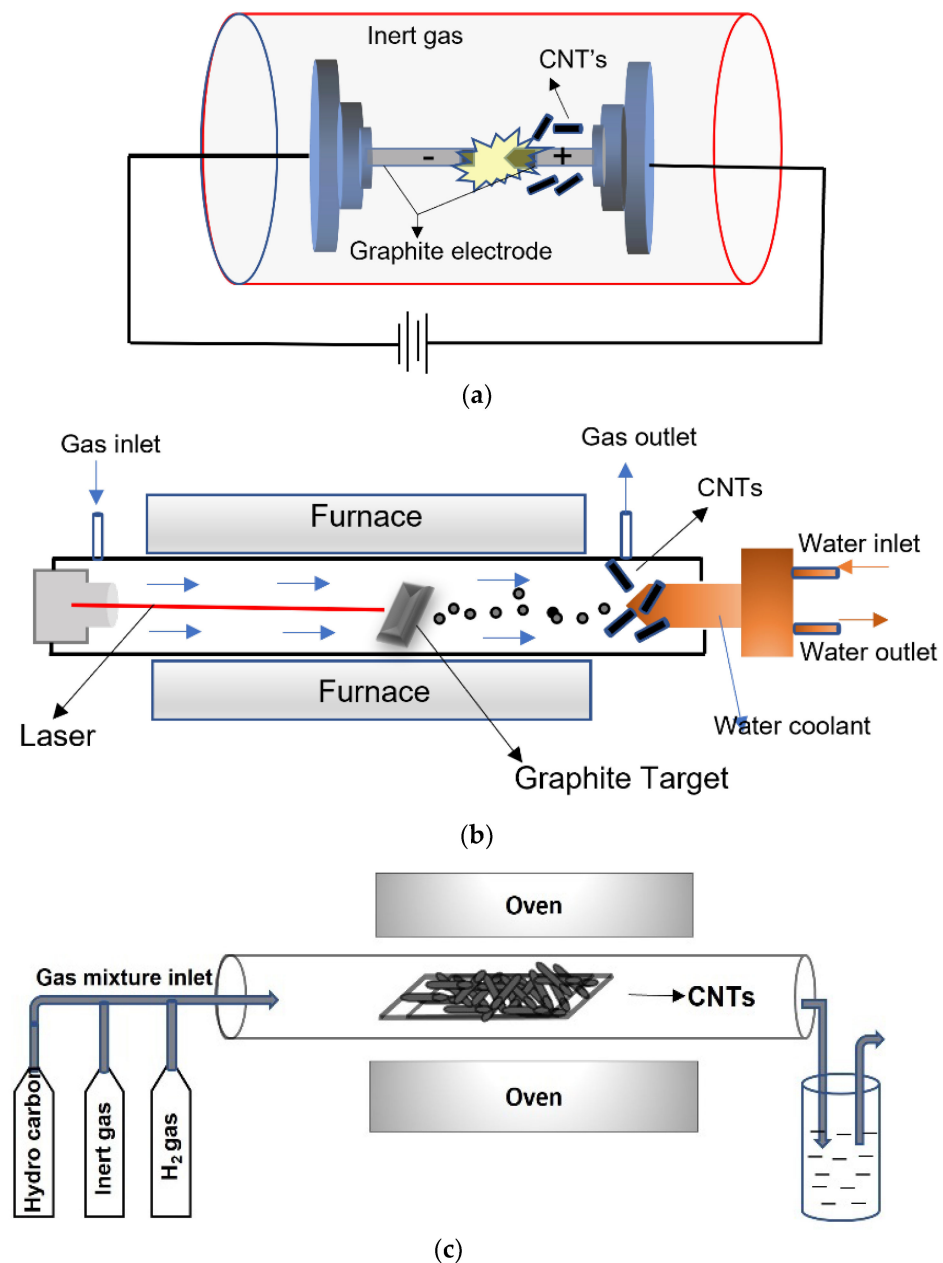 Inert gas
CNT's
-
+
Graphite electrode
(a)
Gas inlet
Gas outlet
CNTs
Furnace
Water inlet
Water outlet
Furnace
Water coolant
Laser
Graphite Target
(b)
Oven
Gas mixture inlet
CNTs
Oven
Hydro carbon
Inert gas
H₂ gas
(c)